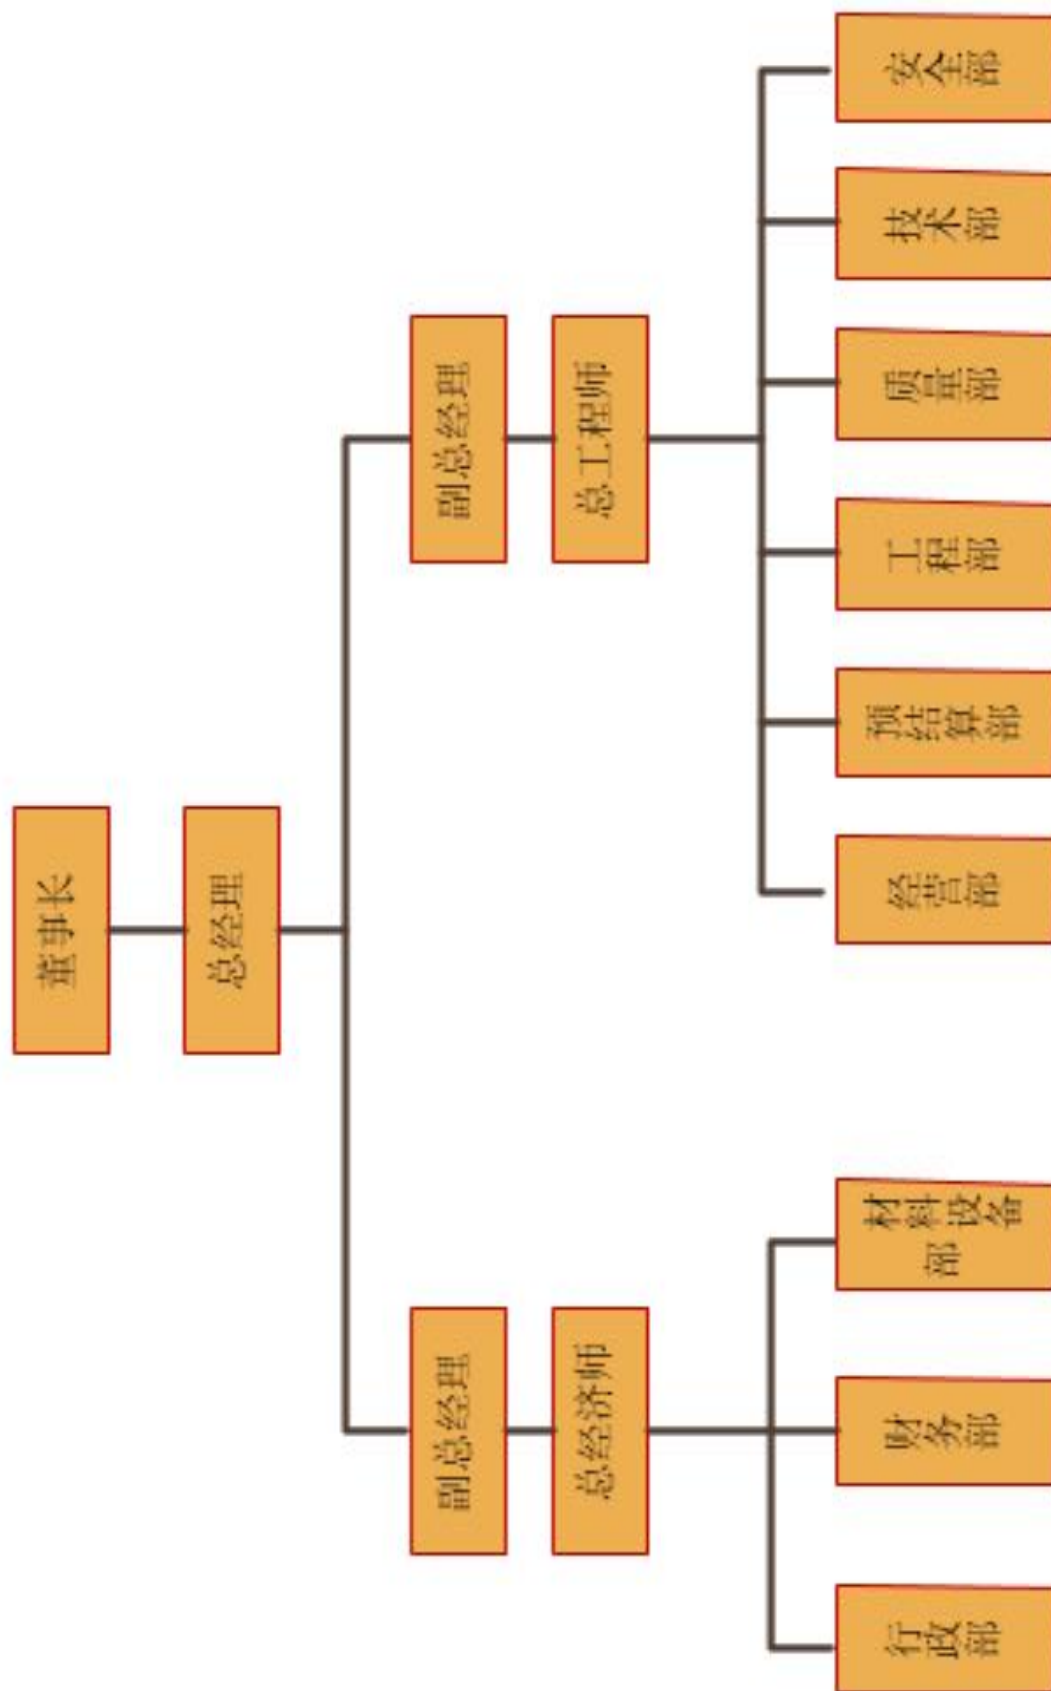 董事长
总经理
副总经理
副总经理
总经济师
总工程师
行政部
财务部
材料设备
部
经营部
预结算部
工程部
质量部
技术部
安全部